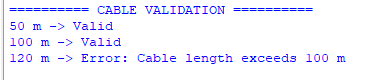 ========== CABLE VALIDATION ==========
50 m -> Valid
100 m -> Valid
120 m -> Error: Cable length exceeds 100 m